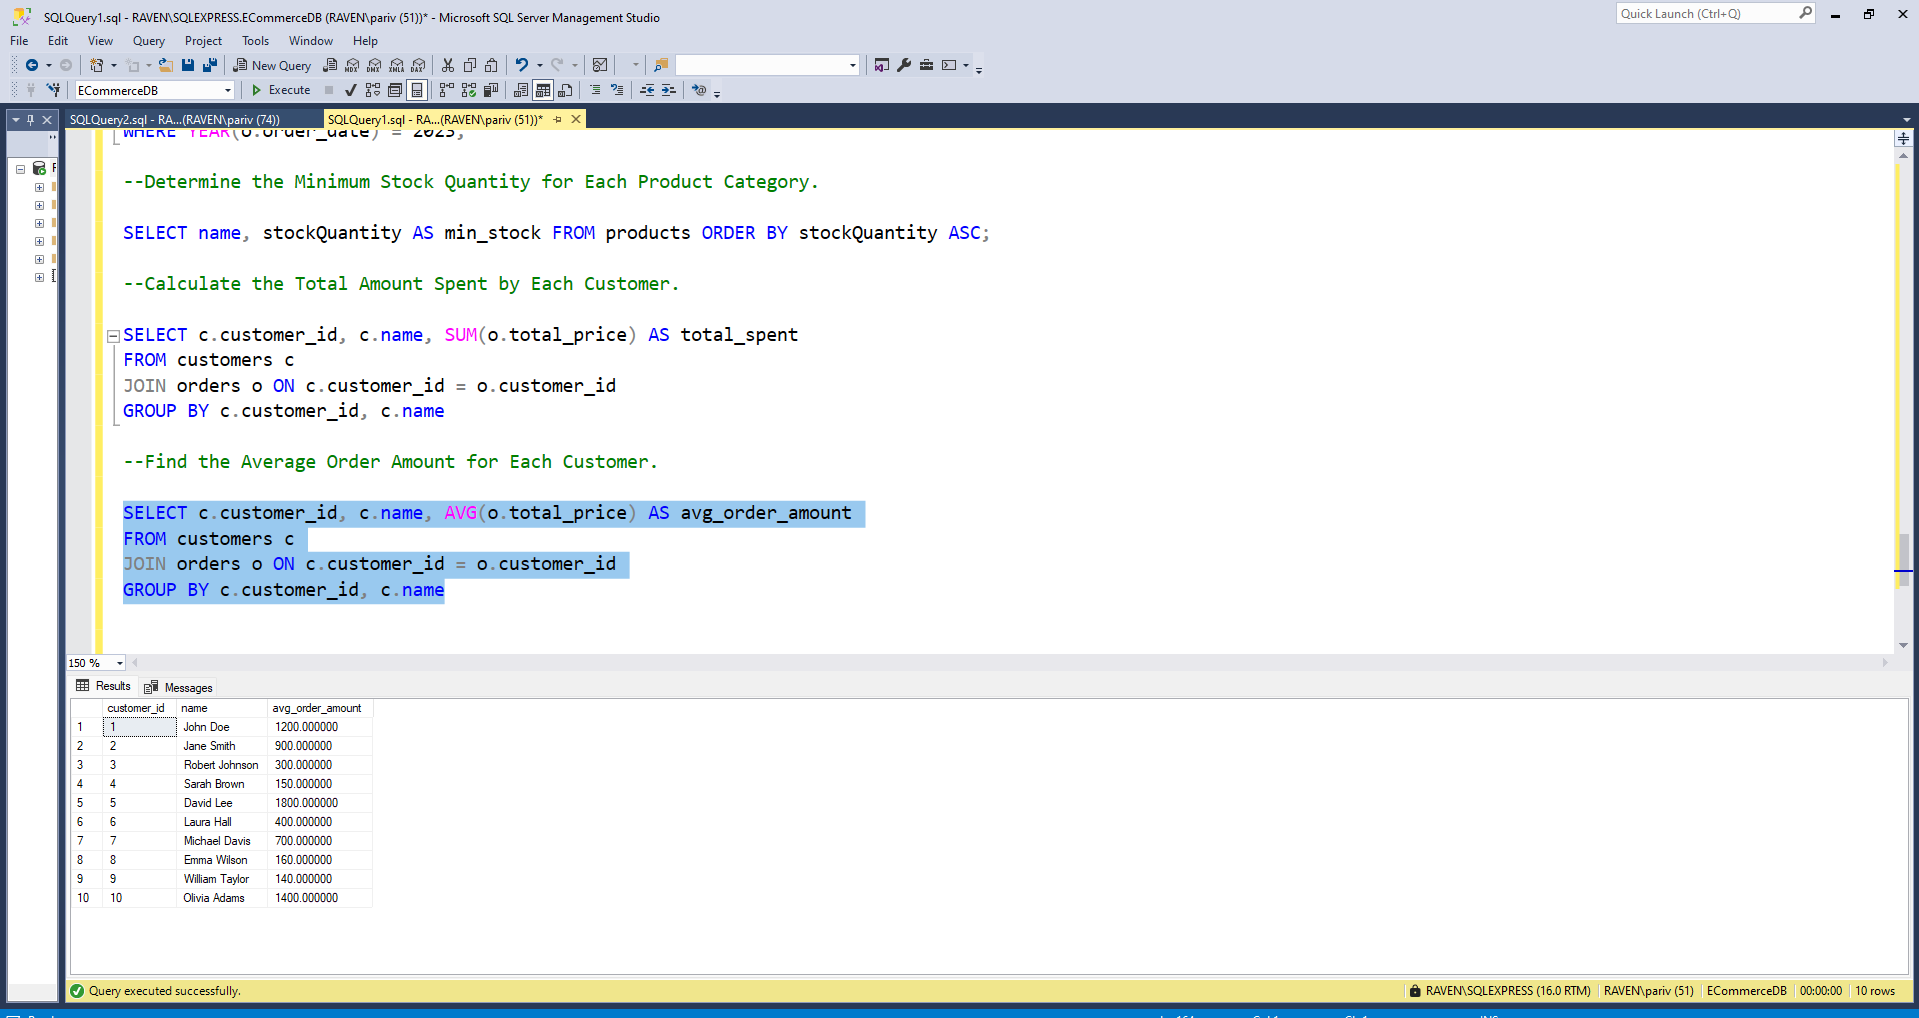 SQLQuery1.sql - RAVEN\SQLEXPRESS.ECommerceDB (RAVEN\pariv (51))* - Microsoft SQL Server Management Studio
Quick Launch (Ctrl+Q)
File Edit View Query Project Tools Window Help
New Query
MDX DMX XMLA DAX
ECommerceDB
Execute
SQLQuery2.sql - RA...(RAVEN\pariv (74))
SQLQuery1.sql - RA...(RAVEN\pariv (51))*
WHERE YEAR(o.order_date) = 2023;
--Determine the Minimum Stock Quantity for Each Product Category.
SELECT name, stockQuantity AS min_stock FROM products ORDER BY stockQuantity ASC;
--Calculate the Total Amount Spent by Each Customer.
SELECT c.customer_id, c.name, SUM(o.total_price) AS total_spent
FROM customers c
JOIN orders o ON c.customer_id = o.customer_id
GROUP BY c.customer_id, c.name
--Find the Average Order Amount for Each Customer.
SELECT c.customer_id, c.name, AVG(o.total_price) AS avg_order_amount
FROM customers c
JOIN orders o ON c.customer_id = o.customer_id
GROUP BY c.customer_id, c.name
150 %
Results Messages
customer_id name avg_order_amount
1 1 John Doe 1200.000000
2 2 Jane Smith 900.000000
3 3 Robert Johnson 300.000000
4 4 Sarah Brown 150.000000
5 5 David Lee 1800.000000
6 6 Laura Hall 400.000000
7 7 Michael Davis 700.000000
8 8 Emma Wilson 160.000000
9 9 William Taylor 140.000000
10 10 Olivia Adams 1400.000000
Query executed successfully.
RAVEN\SQLEXPRESS (16.0 RTM) RAVEN\pariv (51) ECommerceDB 00:00:00 10 rows